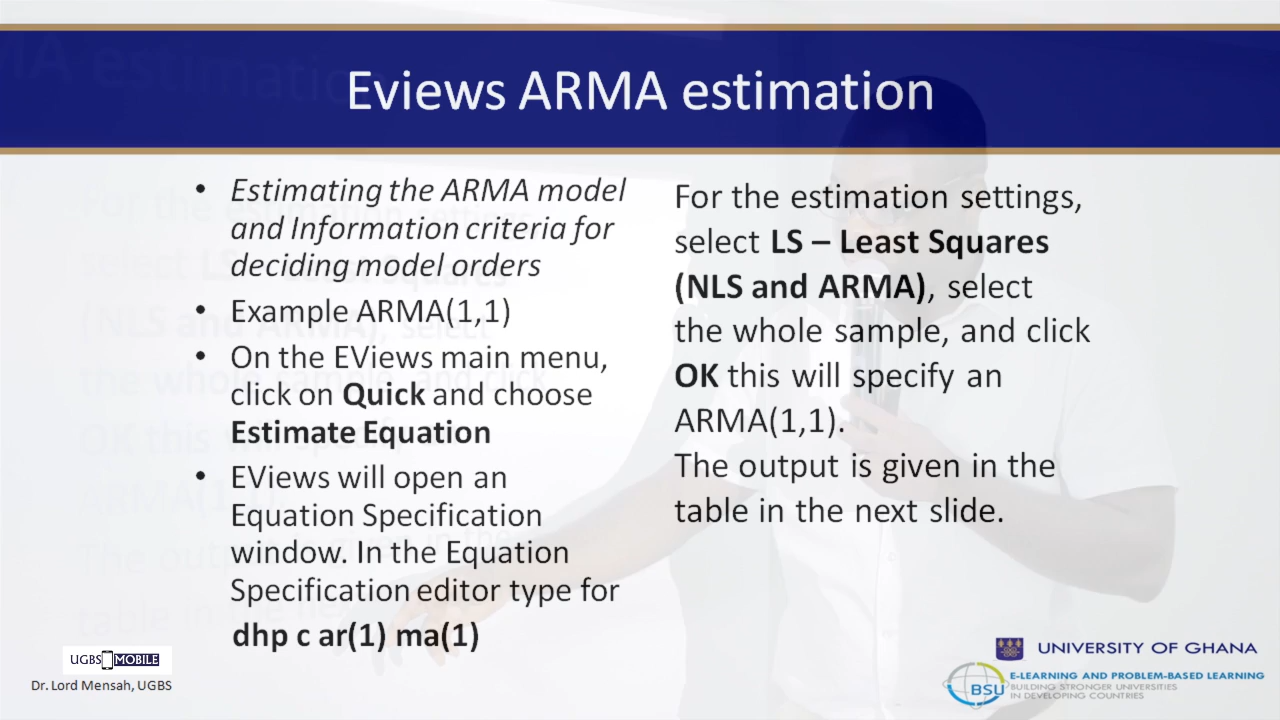 Eviews ARMA estimation
• Estimating the ARMA model
and Information criteria for
deciding model orders
• Example ARMA(1,1)
• On the EViews main menu,
click on Quick and choose
Estimate Equation
• EViews will open an
Equation Specification
window. In the Equation
Specification editor type for
dhp c ar(1) ma(1)
For the estimation settings,
select LS – Least Squares
(NLS and ARMA), select
the whole sample, and click
OK this will specify an
ARMA(1,1).
The output is given in the
table in the next slide.
UGBS MOBILE
Dr. Lord Mensah, UGBS
UNIVERSITY OF GHANA
BSU
E-LEARNING AND PROBLEM-BASED LEARNING
BUILDING STRONGER UNIVERSITIES
IN DEVELOPING COUNTRIES